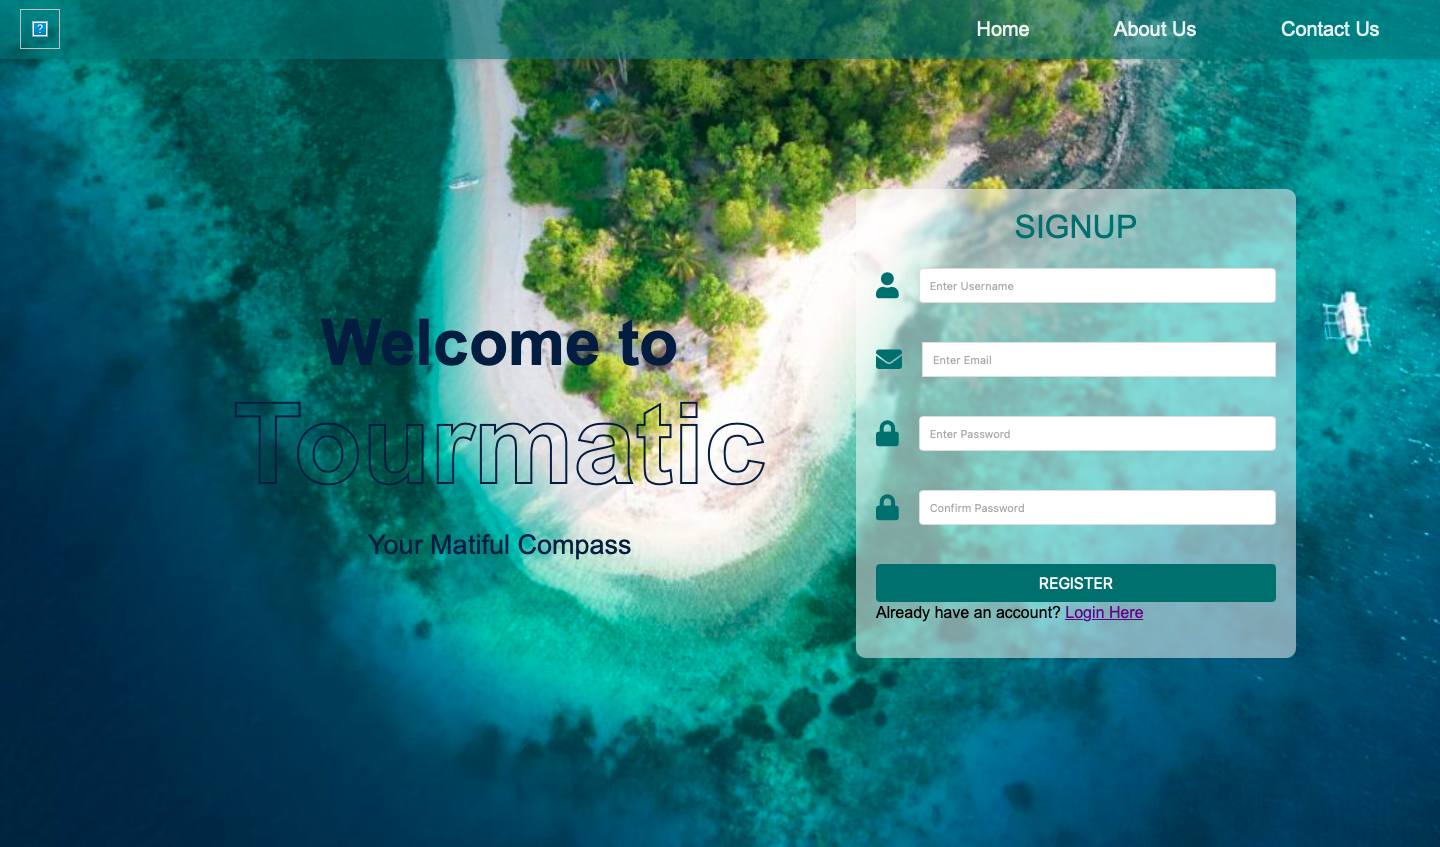 Home About Us Contact Us
Welcome to
Tourmatic
Your Matiful Compass
SIGNUP
Enter Username
Enter Email
Enter Password
Confirm Password
REGISTER
Already have an account? Login Here